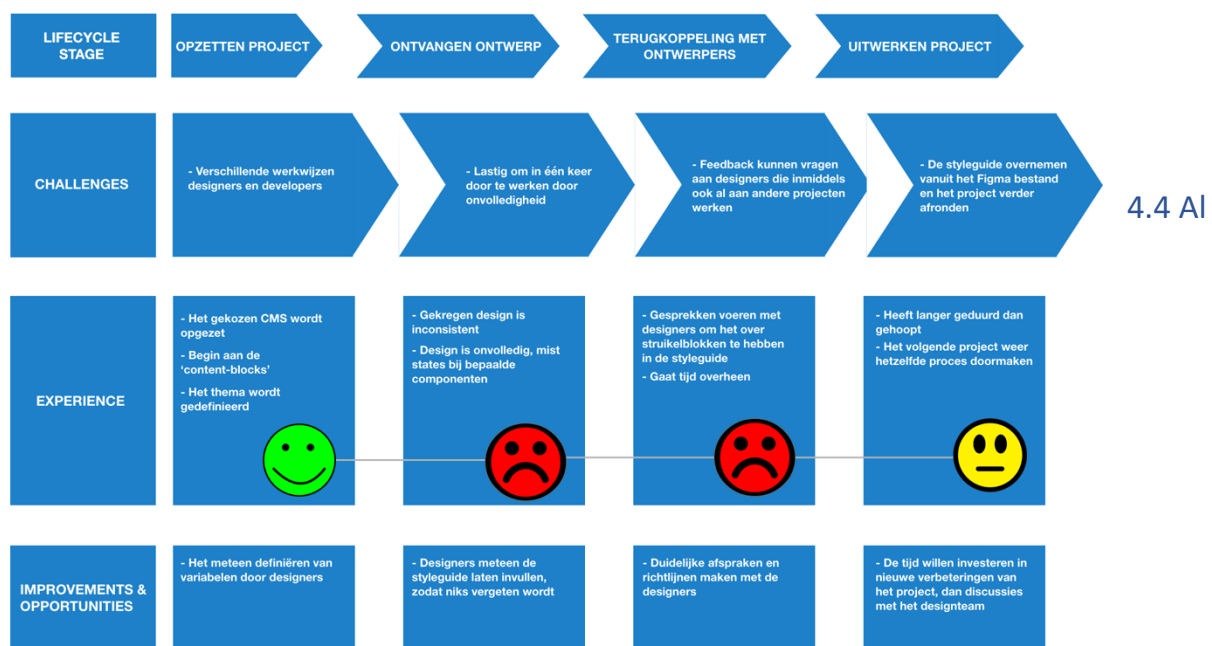 LIFECYCLE
STAGE
OPZETTEN PROJECT
ONTVANGEN ONTWERP
TERUGKOPPELING MET
ONTWERPERS
UITWERKEN PROJECT
CHALLENGES
- Verschillende werkwijzen
designers en developers
- Lastig om in één keer
door te werken door
onvolledigheid
- Feedback kunnen vragen
aan designers die inmiddels
ook al aan andere projecten
werken
- De styleguide overnemen
vanuit het Figma bestand
en het project verder
afronden
4.4 Al
EXPERIENCE
- Het gekozen CMS wordt
opgezet
- Begin aan de
‘content-blocks’
- Het thema wordt
gedefinieerd
- Gekregen design is
inconsistent
- Design is onvolledig, mist
states bij bepaalde
componenten
- Gesprekken voeren met
designers om het over
struikelblokken te hebben
in de styleguide
- Gaat tijd overheen
- Heeft langer geduurd dan
gehoopt
- Het volgende project weer
hetzelfde proces doormaken
IMPROVEMENTS &
OPPORTUNITIES
- Het meteen definiëren van
variabelen door designers
- Designers meteen de
styleguide laten invullen,
zodat niks vergeten wordt
- Duidelijke afspraken en
richtlijnen maken met de
designers
- De tijd willen investeren in
nieuwe verbeteringen van
het project, dan discussies
met het designteam